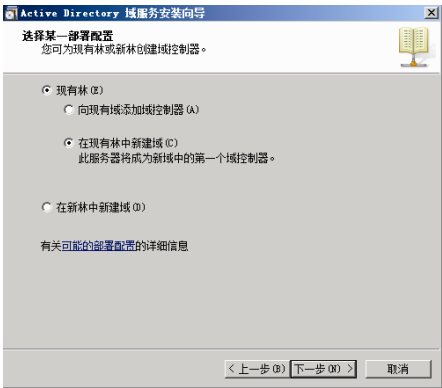 Active Directory 域服务安装向导
选择某一部署配置
您可为现有林或新林创建域控制器。
现有林(E)
向现有域添加域控制器(A)
在现有林中新建域(C)
此服务器将成为新域中的第一个域控制器。
在新林中新建域(D)
有关可能的部署配置的详细信息
< 上一步(B) 下一步(N) > 取消